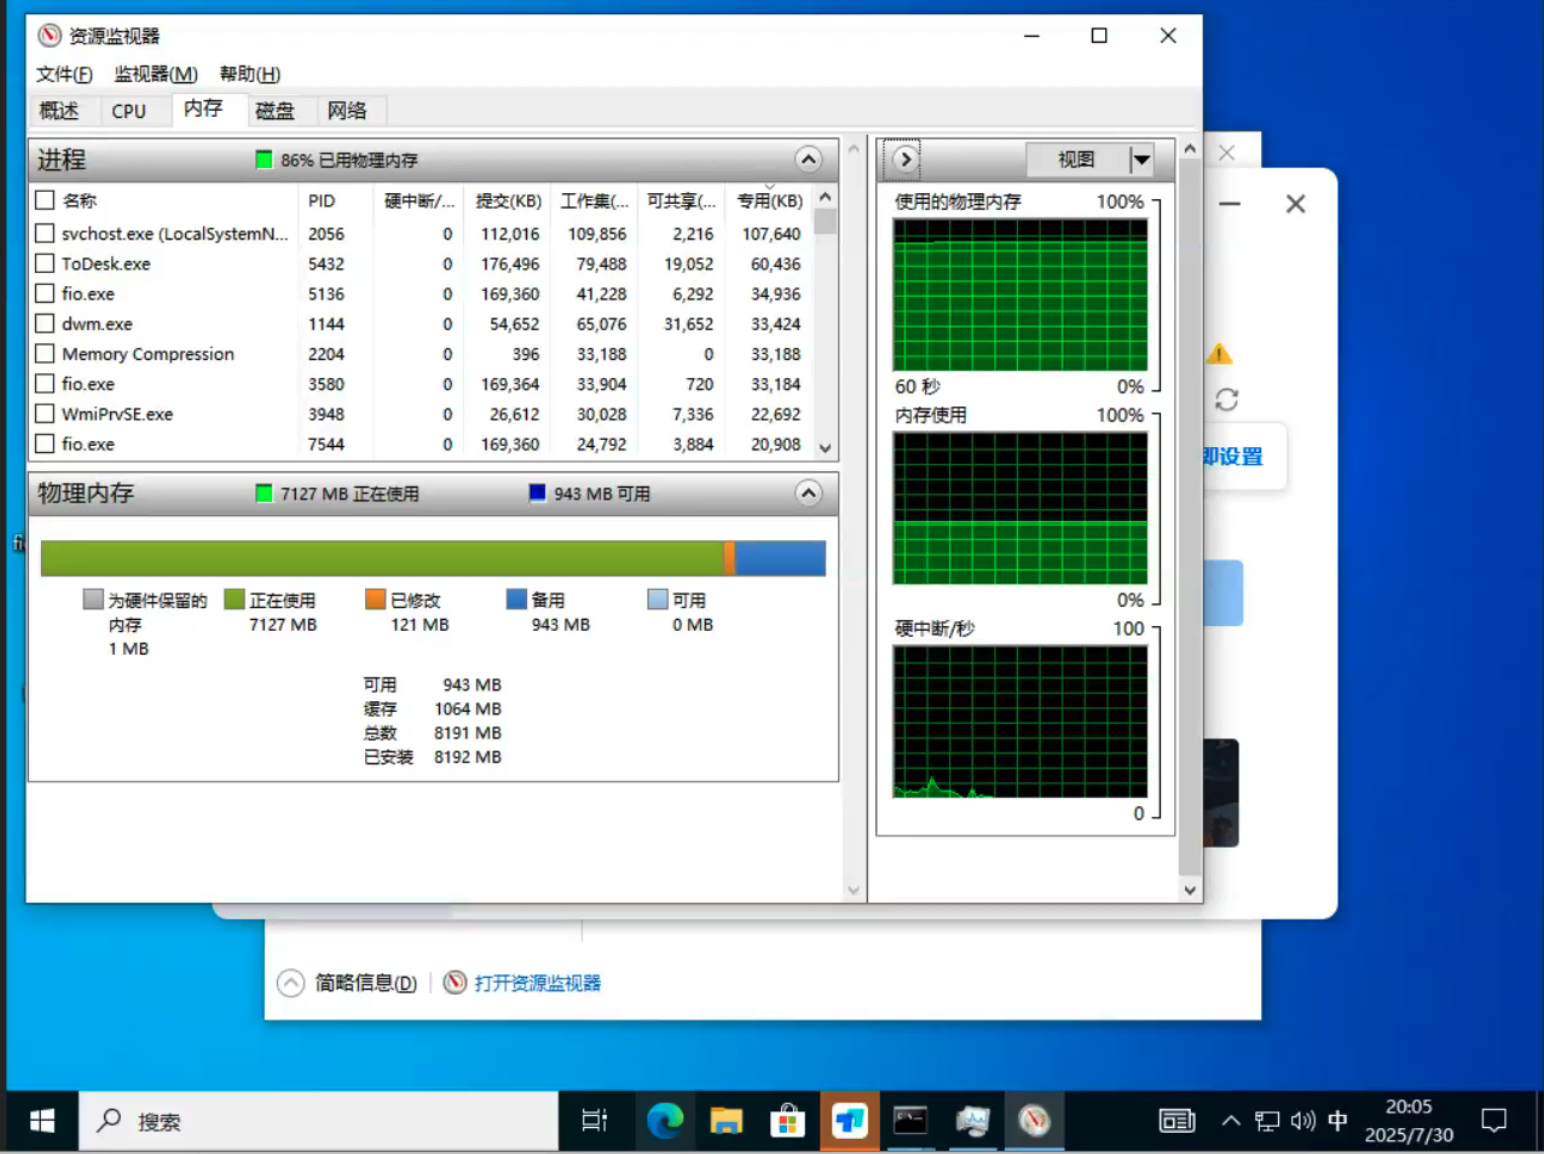 资源监视器
文件(F) 监视器(M) 帮助(H)
概述 CPU 内存 磁盘 网络
进程 86% 已用物理内存
名称 PID 硬中断/... 提交(KB) 工作集(... 可共享(... 专用(KB)
svchost.exe (LocalSystemN... 2056 0 112,016 109,856 2,216 107,640
ToDesk.exe 5432 0 176,496 79,488 19,052 60,436
fio.exe 5136 0 169,360 41,228 6,292 34,936
dwm.exe 1144 0 54,652 65,076 31,652 33,424
Memory Compression 2204 0 396 33,188 0 33,188
fio.exe 3580 0 169,364 33,904 720 33,184
WmiPrvSE.exe 3948 0 26,612 30,028 7,336 22,692
fio.exe 7544 0 169,360 24,792 3,884 20,908
物理内存 7127 MB 正在使用 943 MB 可用
为硬件保留的内存 1 MB
正在使用 7127 MB
已修改 121 MB
备用 943 MB
可用 0 MB
可用 943 MB
缓存 1064 MB
总数 8191 MB
已安装 8192 MB
视图
使用的物理内存 100%
60 秒 0%
内存使用 100%
0%
硬中断/秒 100
0
即设置
fi
简略信息(D) 打开资源监视器
搜索
中
20:05
2025/7/30